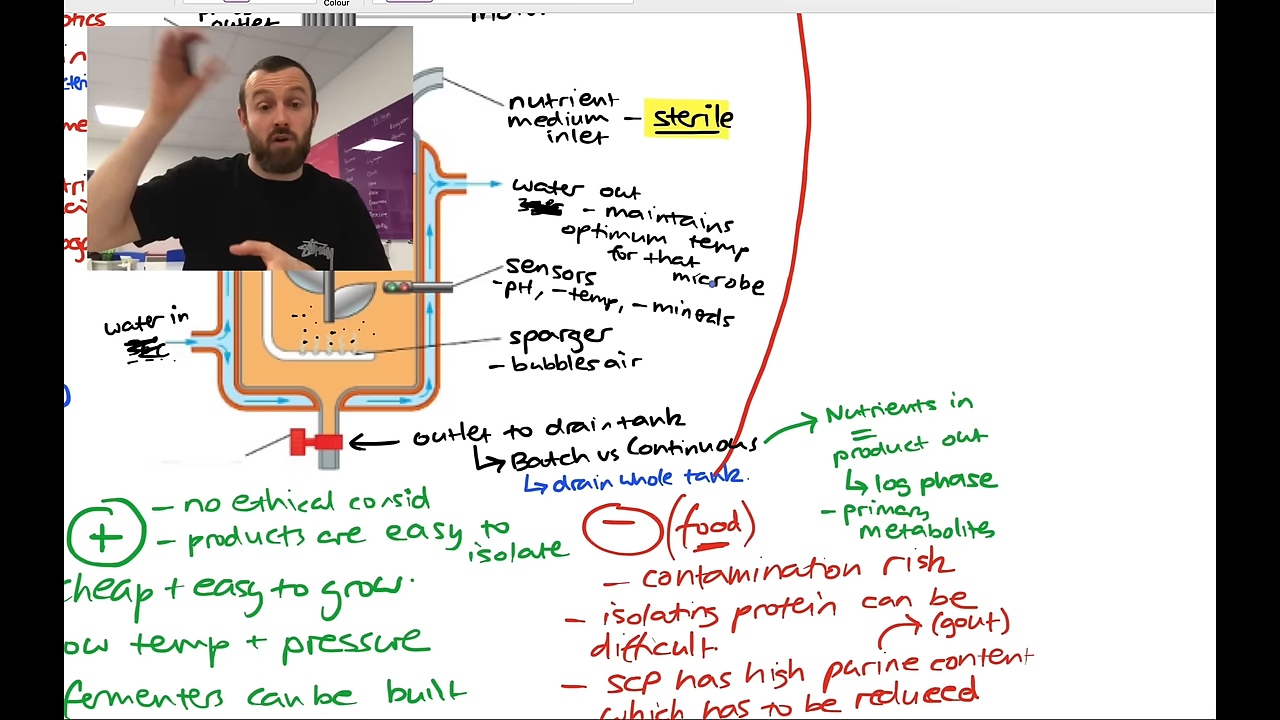 Colour
outlet
nutrient
medium – sterile
inlet
water out
- maintains
optimum temp
for that
microbe
sensors
- pH, - temp, - minerals
water in
sparger
- bubbles air
outlet to drain tank
↳ Batch vs Continuous
↳ drain whole tank.
Nutrients in
=
product out
↳ log phase
- primary
metabolites
+
- no ethical consid
- products are easy to
isolate
cheap + easy to grow.
ow temp + pressure
fermenters can be built
- (food)
- contamination risk
- isolating protein can be
difficult.
→ (gout)
- SCP has high purine content
which has to be reduced